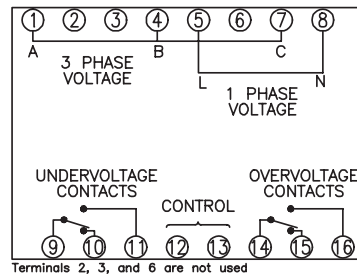 1 2 3 4 5 6 7 8
A B C
3 PHASE
VOLTAGE
L N
1 PHASE
VOLTAGE
UNDERVOLTAGE
CONTACTS
CONTROL
OVERVOLTAGE
CONTACTS
9 10 11 12 13 14 15 16
Terminals 2, 3, and 6 are not used